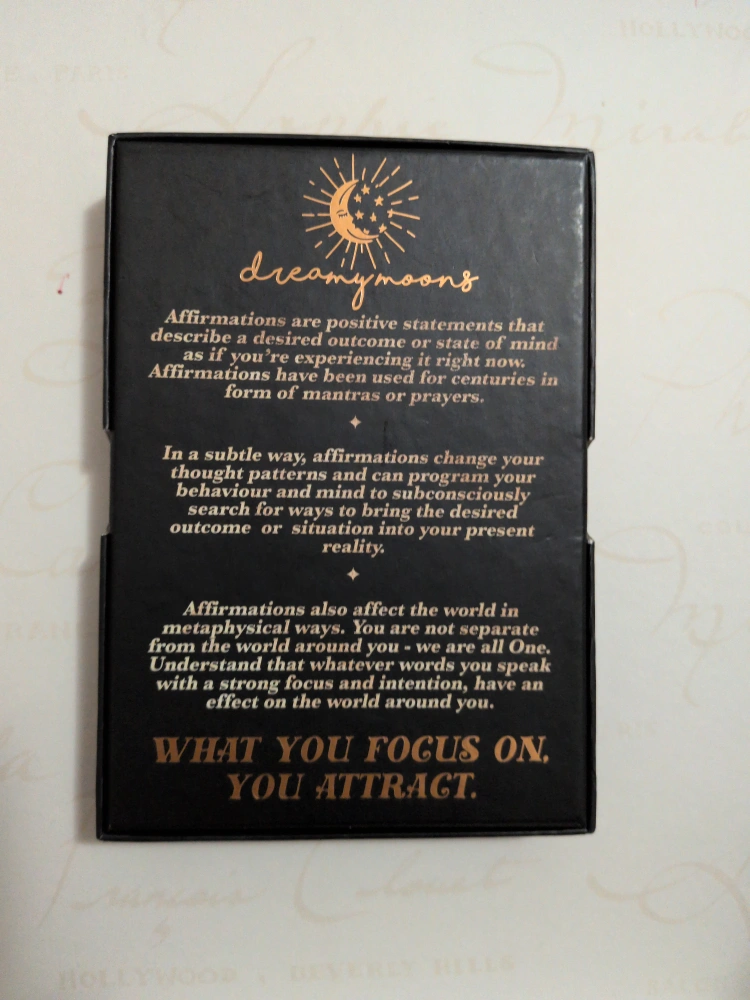 HOLLYWOO
dreamymoons
Affirmations are positive statements that
describe a desired outcome or state of mind
as if you're experiencing it right now.
Affirmations have been used for centuries in
form of mantras or prayers.
In a subtle way, affirmations change your
thought patterns and can program your
behaviour and mind to subconsciously
search for ways to bring the desired
outcome or situation into your present
reality.
Affirmations also affect the world in
metaphysical ways. You are not separate
from the world around you - we are all One.
Understand that whatever words you speak
with a strong focus and intention, have an
effect on the world around you.
WHAT YOU FOCUS ON,
YOU ATTRACT.
François
HOLLYWOOD , BEVERLY HILLS